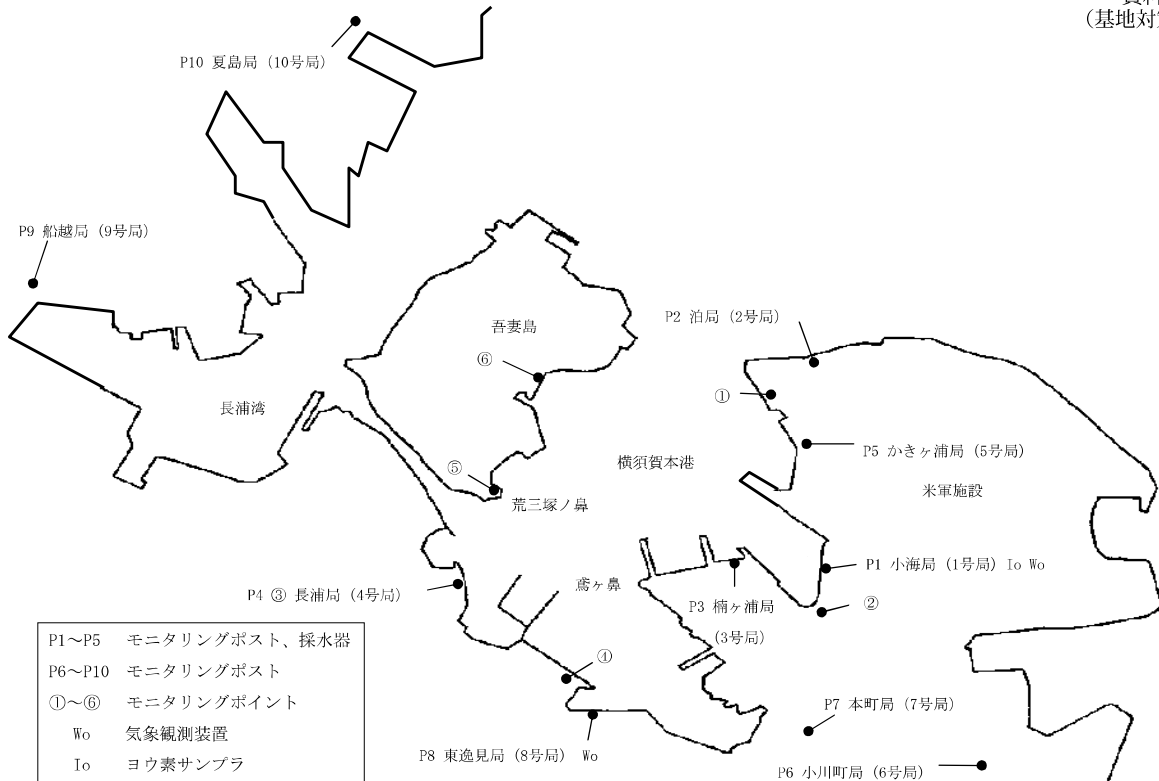 資料
(基地対
P10 夏島局 (10号局)
P9 船越局 (9号局)
吾妻島
P2 泊局 (2号局)
⑥
①
長浦湾
横須賀本港
P5 かきヶ浦局 (5号局)
⑤
米軍施設
荒三塚ノ鼻
P1 小海局 (1号局) Io Wo
鳶ヶ鼻
P4 ③ 長浦局 (4号局)
P3 楠ヶ浦局
(3号局)
②
④
P7 本町局 (7号局)
P8 東逸見局 (8号局) Wo
P6 小川町局 (6号局)
P1~P5 モニタリングポスト、採水器
P6~P10 モニタリングポスト
①~⑥ モニタリングポイント
Wo 気象観測装置
Io ヨウ素サンプラ